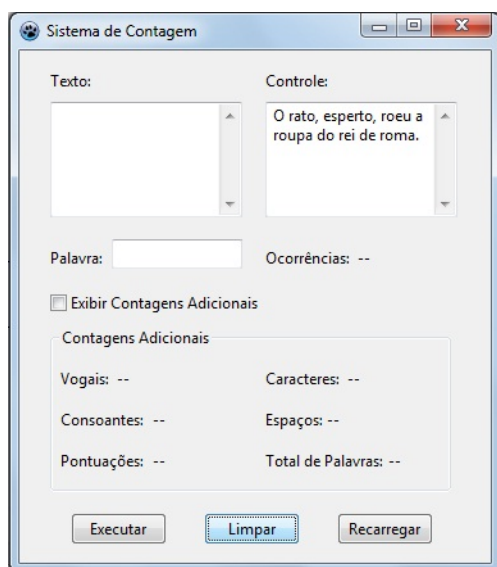 Sistema de Contagem
Texto: Controle:
O rato, esperto, roeu a
roupa do rei de roma.
Palavra: Ocorrências: --
Exibir Contagens Adicionais
Contagens Adicionais
Vogais: -- Caracteres: --
Consoantes: -- Espaços: --
Pontuações: -- Total de Palavras: --
Executar Limpar Recarregar